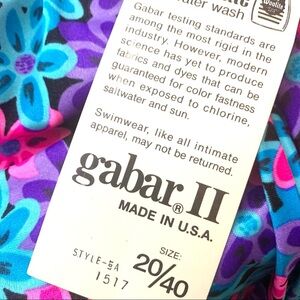 water wash
Woolite
Gabar testing standards are
among the most rigid in the
industry. However, modern
science has yet to produce
fabrics and dyes that can be
guaranteed for color fastness
when exposed to chlorine,
saltwater and sun.
Swimwear, like all intimate
apparel, may not be returned.
gabar® II
MADE IN U.S.A.
STYLE-
1517
SIZE:
20/40